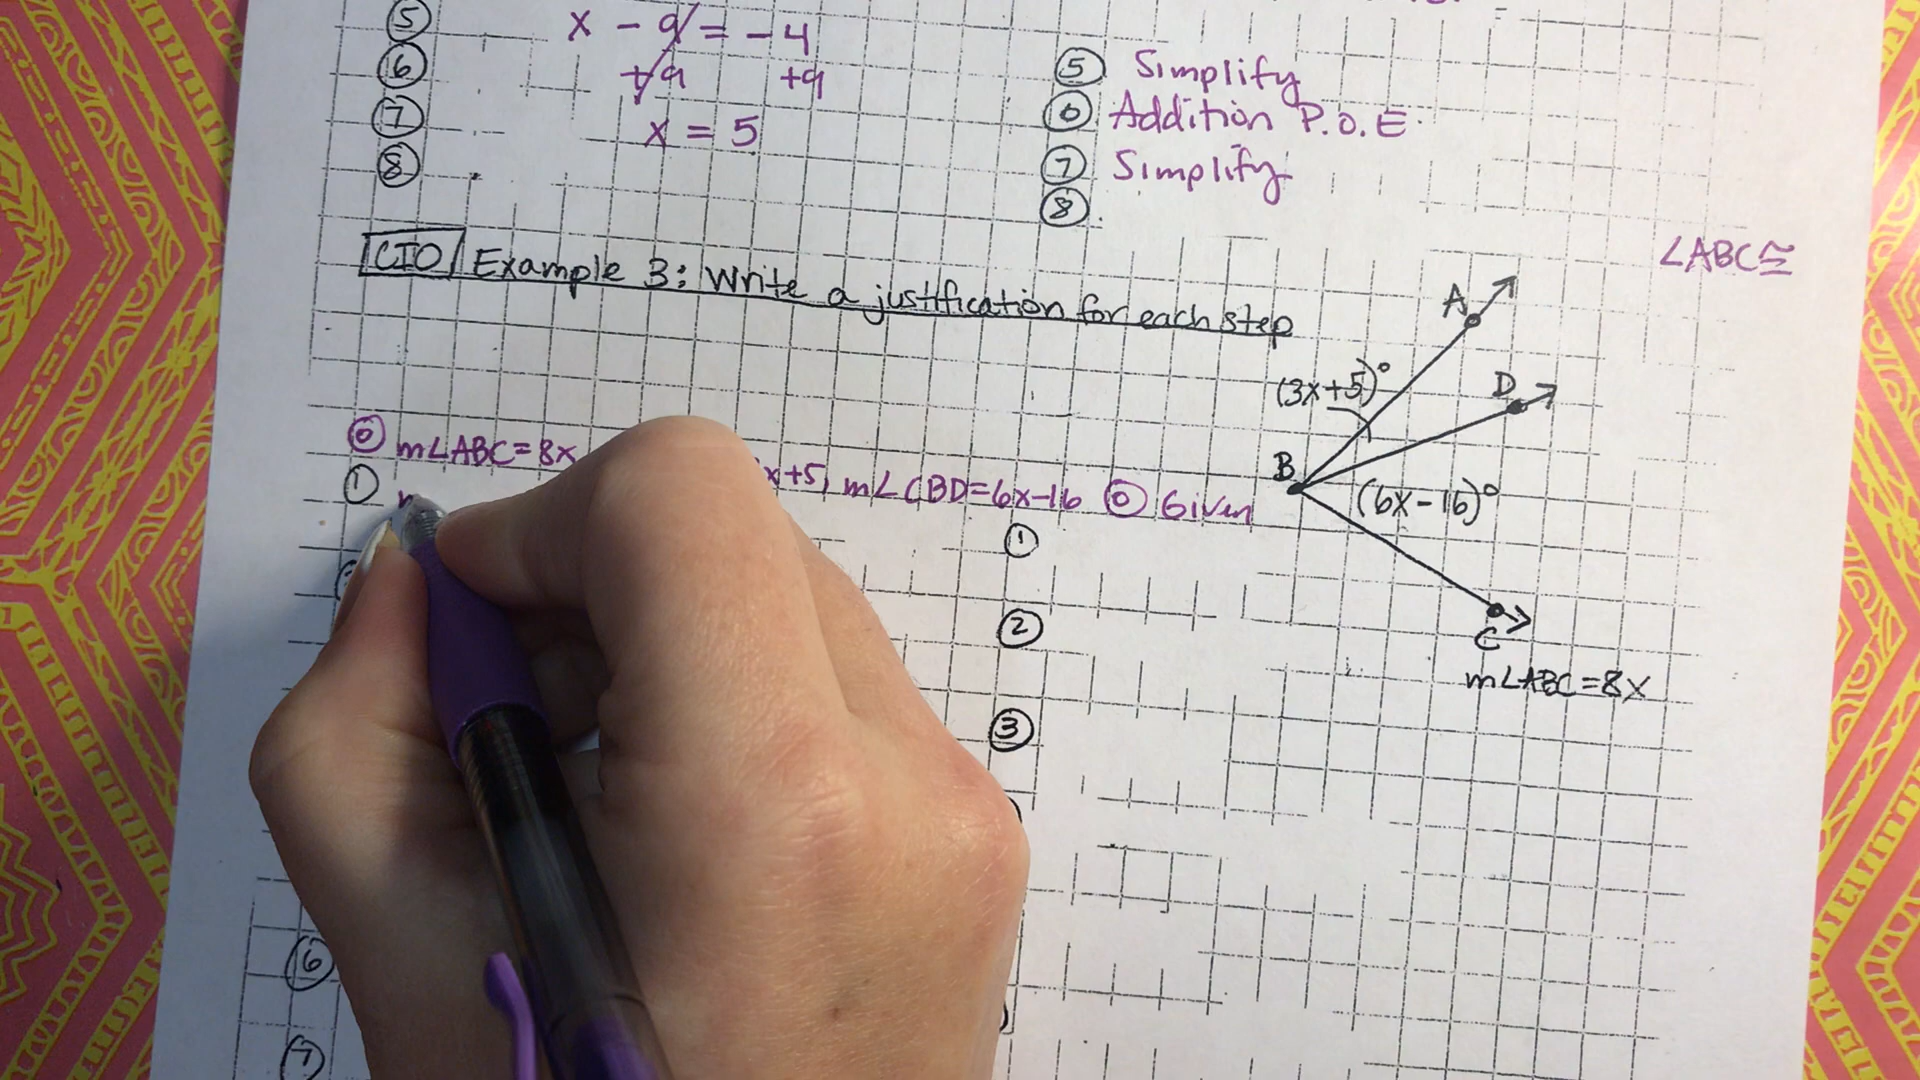 ⑤ x - 9 = -4
⑥ +9 +9
⑦ x = 5
⑧
⑤ Simplify
⑥ Addition P.O.E.
⑦ Simplify
⑧
∠ABC≅
CIO Example 3: Write a justification for each step
⓪ m∠ABC=8x x+5, m∠CBD=6x-16 ⓪ Given
①
①
②
③
⑥
⑦
A
(3x+5)°
D
B
(6x-16)°
C
m∠ABC=8x